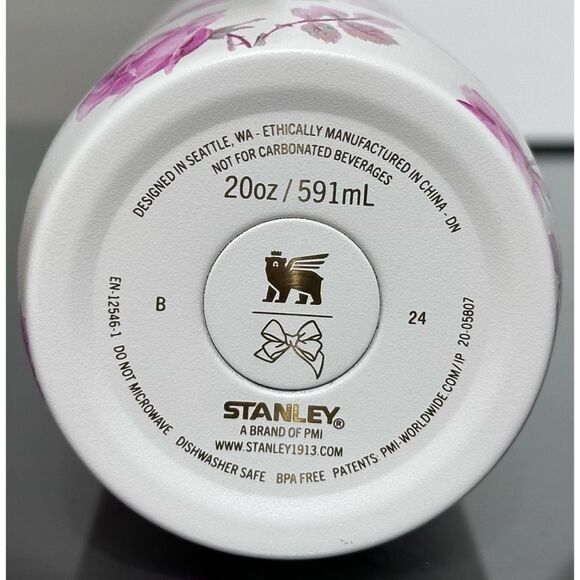 DESIGNED IN SEATTLE, WA - ETHICALLY MANUFACTURED IN CHINA - DN
NOT FOR CARBONATED BEVERAGES
20oz / 591mL
B
24
STANLEY®
A BRAND OF PMI
WWW.STANLEY1913.COM
EN-12546-1 DO NOT MICROWAVE DISHWASHER SAFE BPA FREE PATENTS: PMI-WORLDWIDE.COM/IP 20-05807